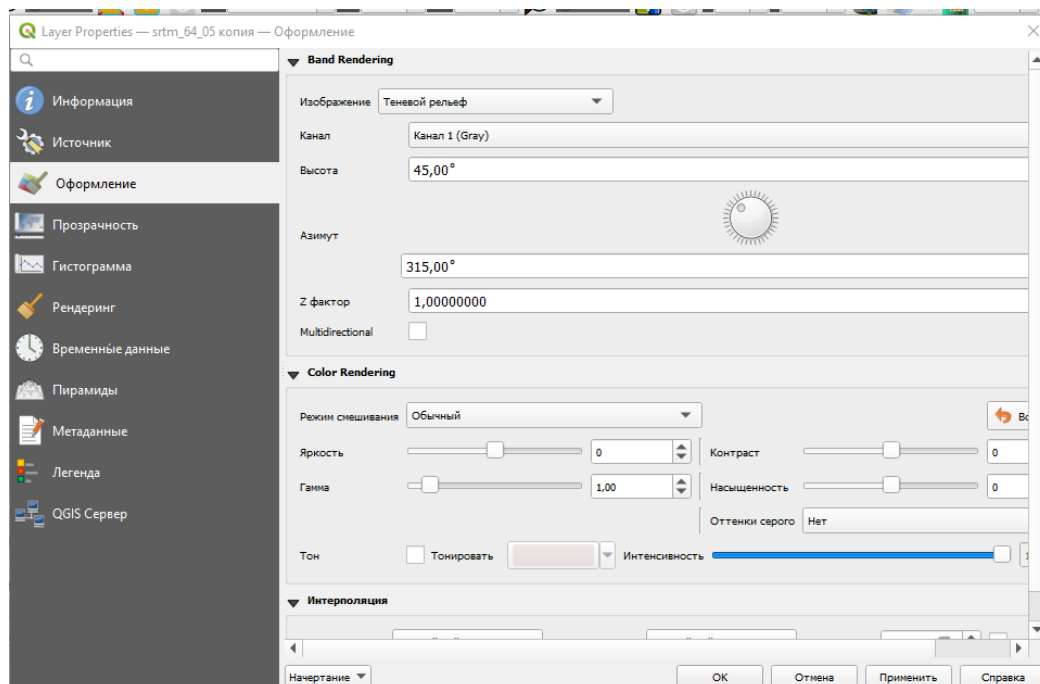 Layer Properties — srtm_64_05 копия — Оформление
Информация
Источник
Оформление
Прозрачность
Гистограмма
Рендеринг
Временные данные
Пирамиды
Метаданные
Легенда
QGIS Сервер
Band Rendering
Изображение Теневой рельеф
Канал Канал 1 (Gray)
Высота 45,00°
Азимут
315,00°
Z фактор 1,00000000
Multidirectional
Color Rendering
Режим смешивания Обычный
Яркость 0 Контраст 0
Гамма 1,00 Насыщенность 0
Оттенки серого Нет
Тон Тонировать Интенсивность
Интерполяция
Начертание OK Отмена Применить Справка